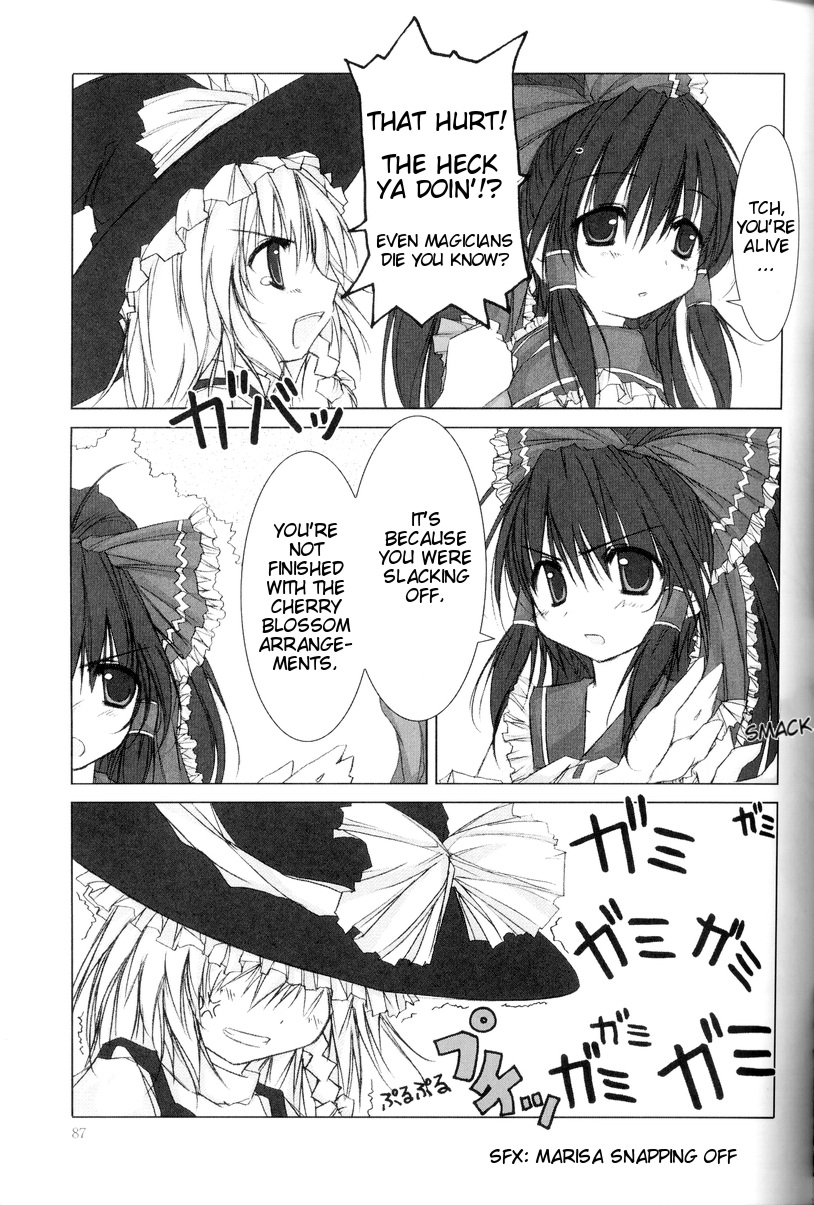 TCH,
YOU'RE
ALIVE
...
THAT HURT!
THE HECK
YA DOIN'!?
EVEN MAGICIANS
DIE YOU KNOW?
ガバッ
IT'S
BECAUSE
YOU WERE
SLACKING
OFF.
SMACK
YOU'RE
NOT
FINISHED
WITH THE
CHERRY
BLOSSOM
ARRANGE-
MENTS.
ガミ
ガミ
ガミ
ガミ
ガミ
ガミ
ガミ
プチッッ
ぷるぷる
87
SFX: MARISA SNAPPING OFF